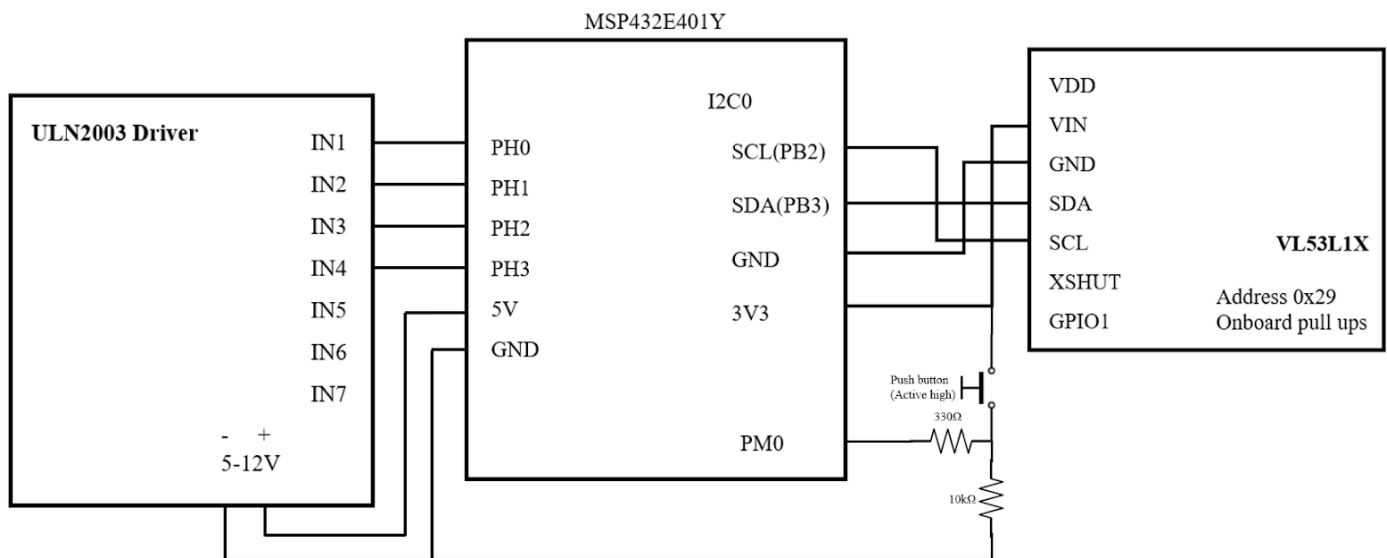 MSP432E401Y
ULN2003 Driver
IN1
IN2
IN3
IN4
IN5
IN6
IN7
- +
5-12V
I2C0
PH0
PH1
PH2
PH3
5V
GND
SCL(PB2)
SDA(PB3)
GND
3V3
PM0
VDD
VIN
GND
SDA
SCL
XSHUT
GPIO1
VL53L1X
Address 0x29
Onboard pull ups
Push button
(Active high)
330Ω
10kΩ